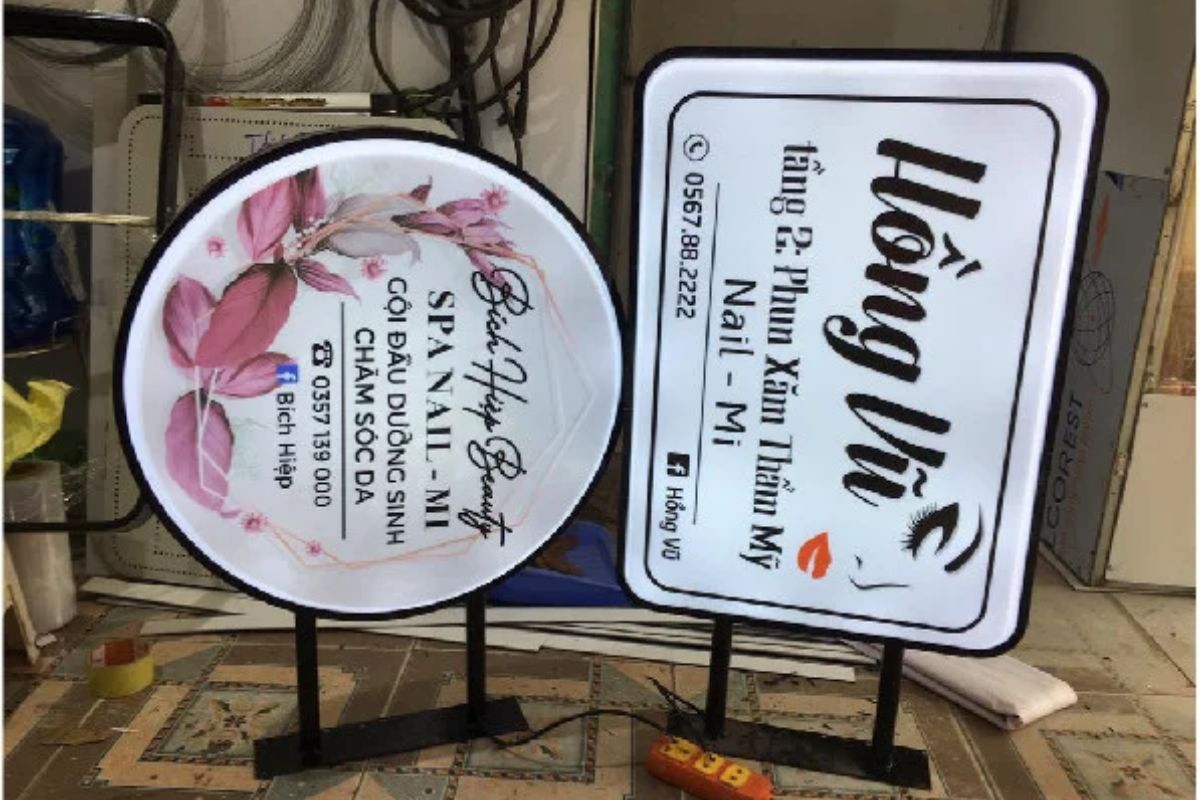 Bích Hiệp Beauty
SPA NAIL - MI
GỘI ĐẦU DƯỠNG SINH
CHĂM SÓC DA
0357 139 000
Bích Hiệp
Hồng Vũ
tầng 2: Phun Xăm Thẩm Mỹ
Nail - Mi
0567.88.2222
Hồng Vũ
COREST